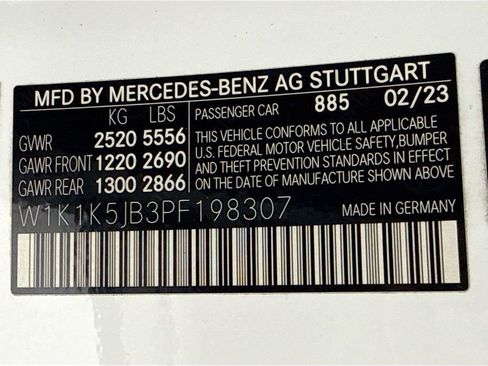 MFD BY MERCEDES-BENZ AG STUTTGART
KG LBS
GVWR 2520 5556
GAWR FRONT 1220 2690
GAWR REAR 1300 2866
PASSENGER CAR 885 02/23
THIS VEHICLE CONFORMS TO ALL APPLICABLE
U.S. FEDERAL MOTOR VEHICLE SAFETY, BUMPER
AND THEFT PREVENTION STANDARDS IN EFFECT
ON THE DATE OF MANUFACTURE SHOWN ABOVE
W1K1K5JB3PF198307
MADE IN GERMANY